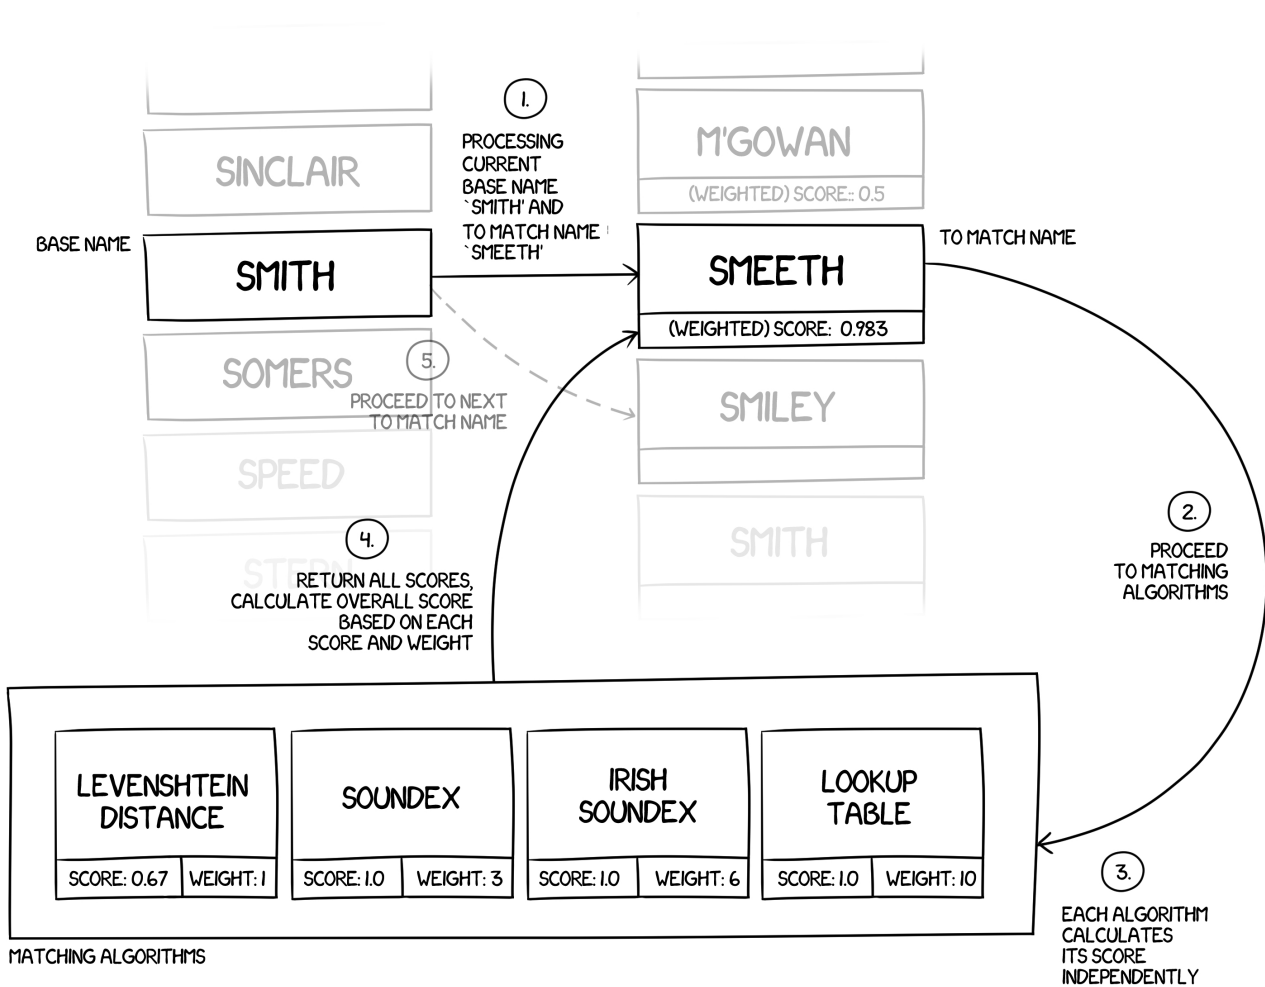 1.
PROCESSING
CURRENT
BASE NAME
`SMITH' AND
TO MATCH NAME
`SMEETH'
SINCLAIR
M'GOWAN
(WEIGHTED) SCORE:: 0.5
BASE NAME
SMITH
SMEETH
(WEIGHTED) SCORE: 0.983
TO MATCH NAME
SOMERS
5.
PROCEED TO NEXT
TO MATCH NAME
SMILEY
SPEED
SMITH
STERN
4.
RETURN ALL SCORES,
CALCULATE OVERALL SCORE
BASED ON EACH
SCORE AND WEIGHT
2.
PROCEED
TO MATCHING
ALGORITHMS
LEVENSHTEIN
DISTANCE
SCORE: 0.67
WEIGHT: 1
SOUNDEX
SCORE: 1.0
WEIGHT: 3
IRISH
SOUNDEX
SCORE: 1.0
WEIGHT: 6
LOOKUP
TABLE
SCORE: 1.0
WEIGHT: 10
3.
EACH ALGORITHM
CALCULATES
ITS SCORE
INDEPENDENTLY
MATCHING ALGORITHMS